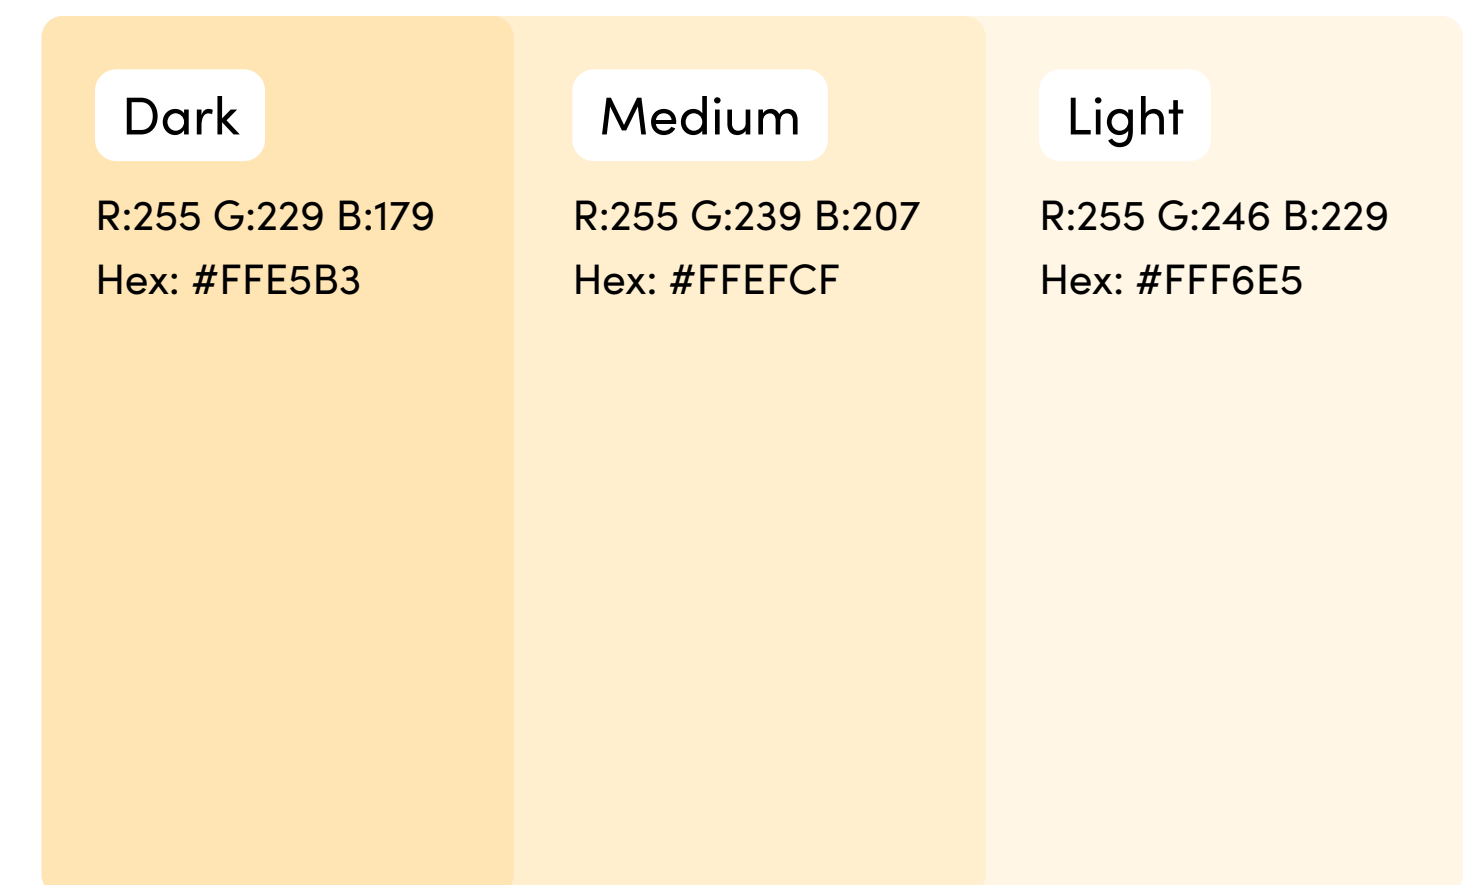 Dark
R:255 G:229 B:179
Hex: #FFE5B3
Medium
R:255 G:239 B:207
Hex: #FFEFCF
Light
R:255 G:246 B:229
Hex: #FFF6E5